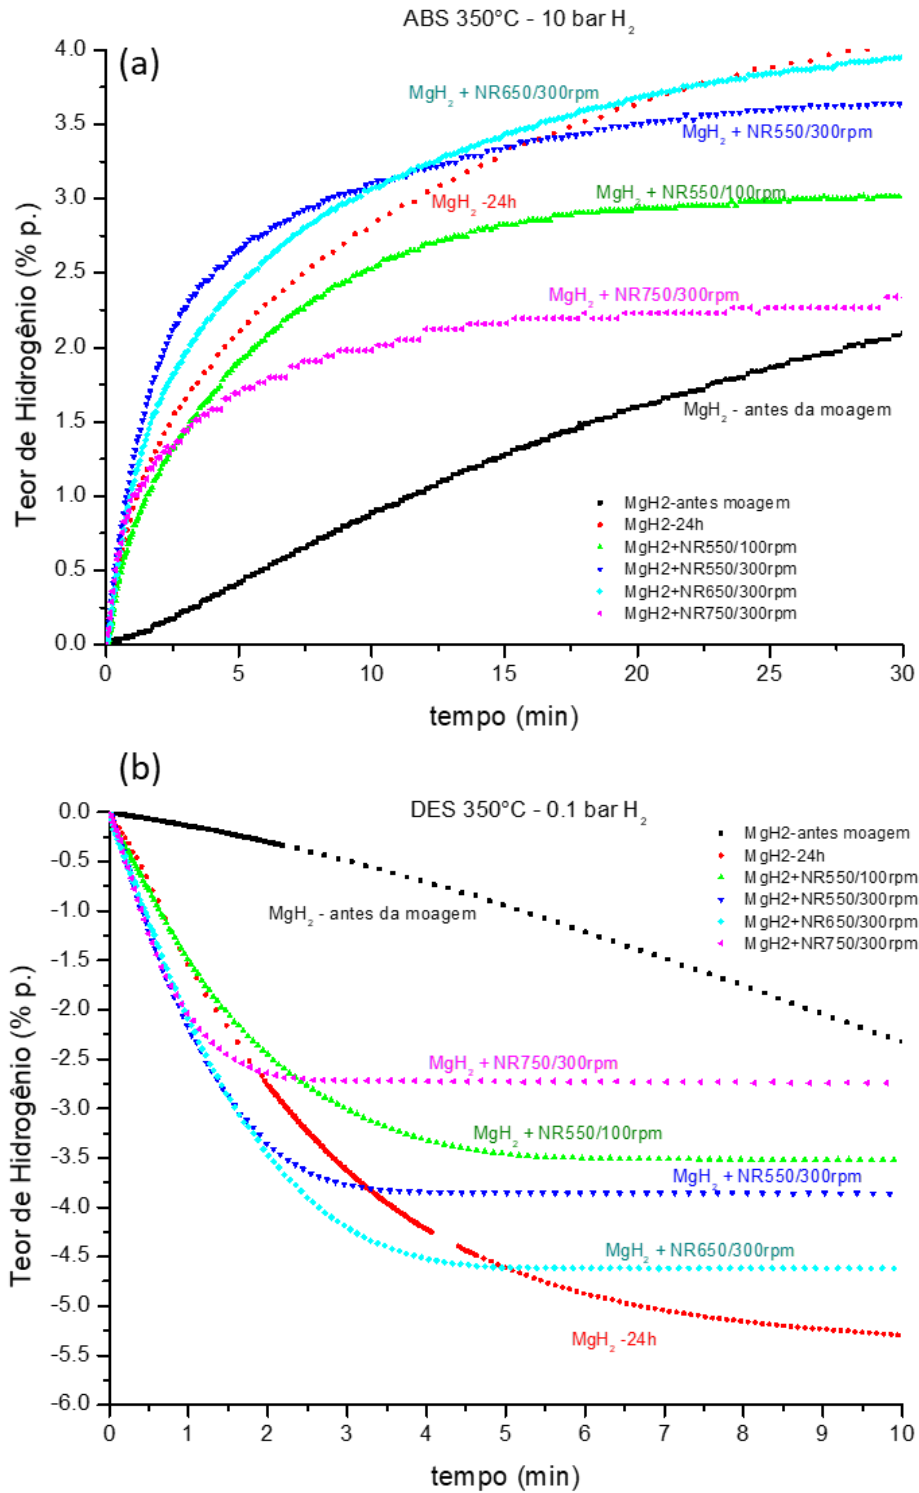 ABS 350°C - 10 bar H₂
(a)
4.0
3.5
3.0
2.5
2.0
1.5
1.0
0.5
0.0
Teor de Hidrogênio (% p.)
MgH₂ + NR650/300rpm
MgH₂ + NR550/300rpm
MgH₂ -24h
MgH₂ + NR550/100rpm
MgH₂ + NR750/300rpm
MgH₂ - antes da moagem
MgH2-antes moagem
MgH2-24h
MgH2+NR550/100rpm
MgH2+NR550/300rpm
MgH2+NR650/300rpm
MgH2+NR750/300rpm
0 5 10 15 20 25 30
tempo (min)
(b)
DES 350°C - 0.1 bar H₂
0.0
-0.5
-1.0
-1.5
-2.0
-2.5
-3.0
-3.5
-4.0
-4.5
-5.0
-5.5
-6.0
Teor de Hidrogênio (% p.)
MgH2-antes moagem
MgH2-24h
MgH2+NR550/100rpm
MgH2+NR550/300rpm
MgH2+NR650/300rpm
MgH2+NR750/300rpm
MgH₂ - antes da moagem
MgH₂ + NR750/300rpm
MgH₂ + NR550/100rpm
MgH₂ + NR550/300rpm
MgH₂ + NR650/300rpm
MgH₂ -24h
0 1 2 3 4 5 6 7 8 9 10
tempo (min)